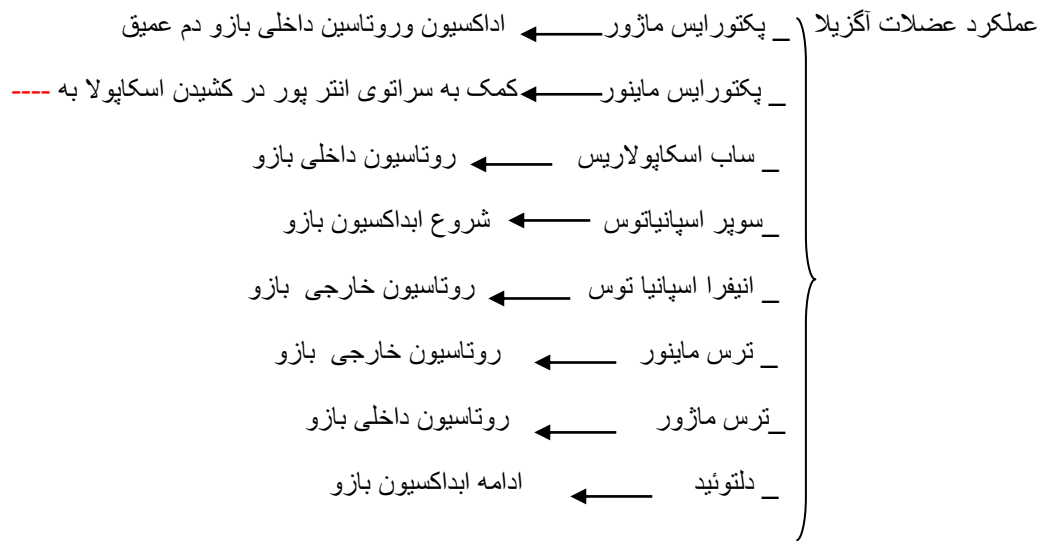 عملکرد عضلات آگزیلا
_ پکتورایس ماژور اداکسیون وروتاسین داخلی بازو دم عمیق
_ پکتورایس ماینور کمک به سراتوی انتر پور در کشیدن اسکاپولا به ----
_ ساب اسکاپولاریس روتاسیون داخلی بازو
_سوپر اسپانیاتوس شروع ابداکسیون بازو
_ انیفرا اسپانیا توس روتاسیون خارجی بازو
_ ترس ماینور روتاسیون خارجی بازو
_ترس ماژور روتاسیون داخلی بازو
_ دلتوئید ادامه ابداکسیون بازو